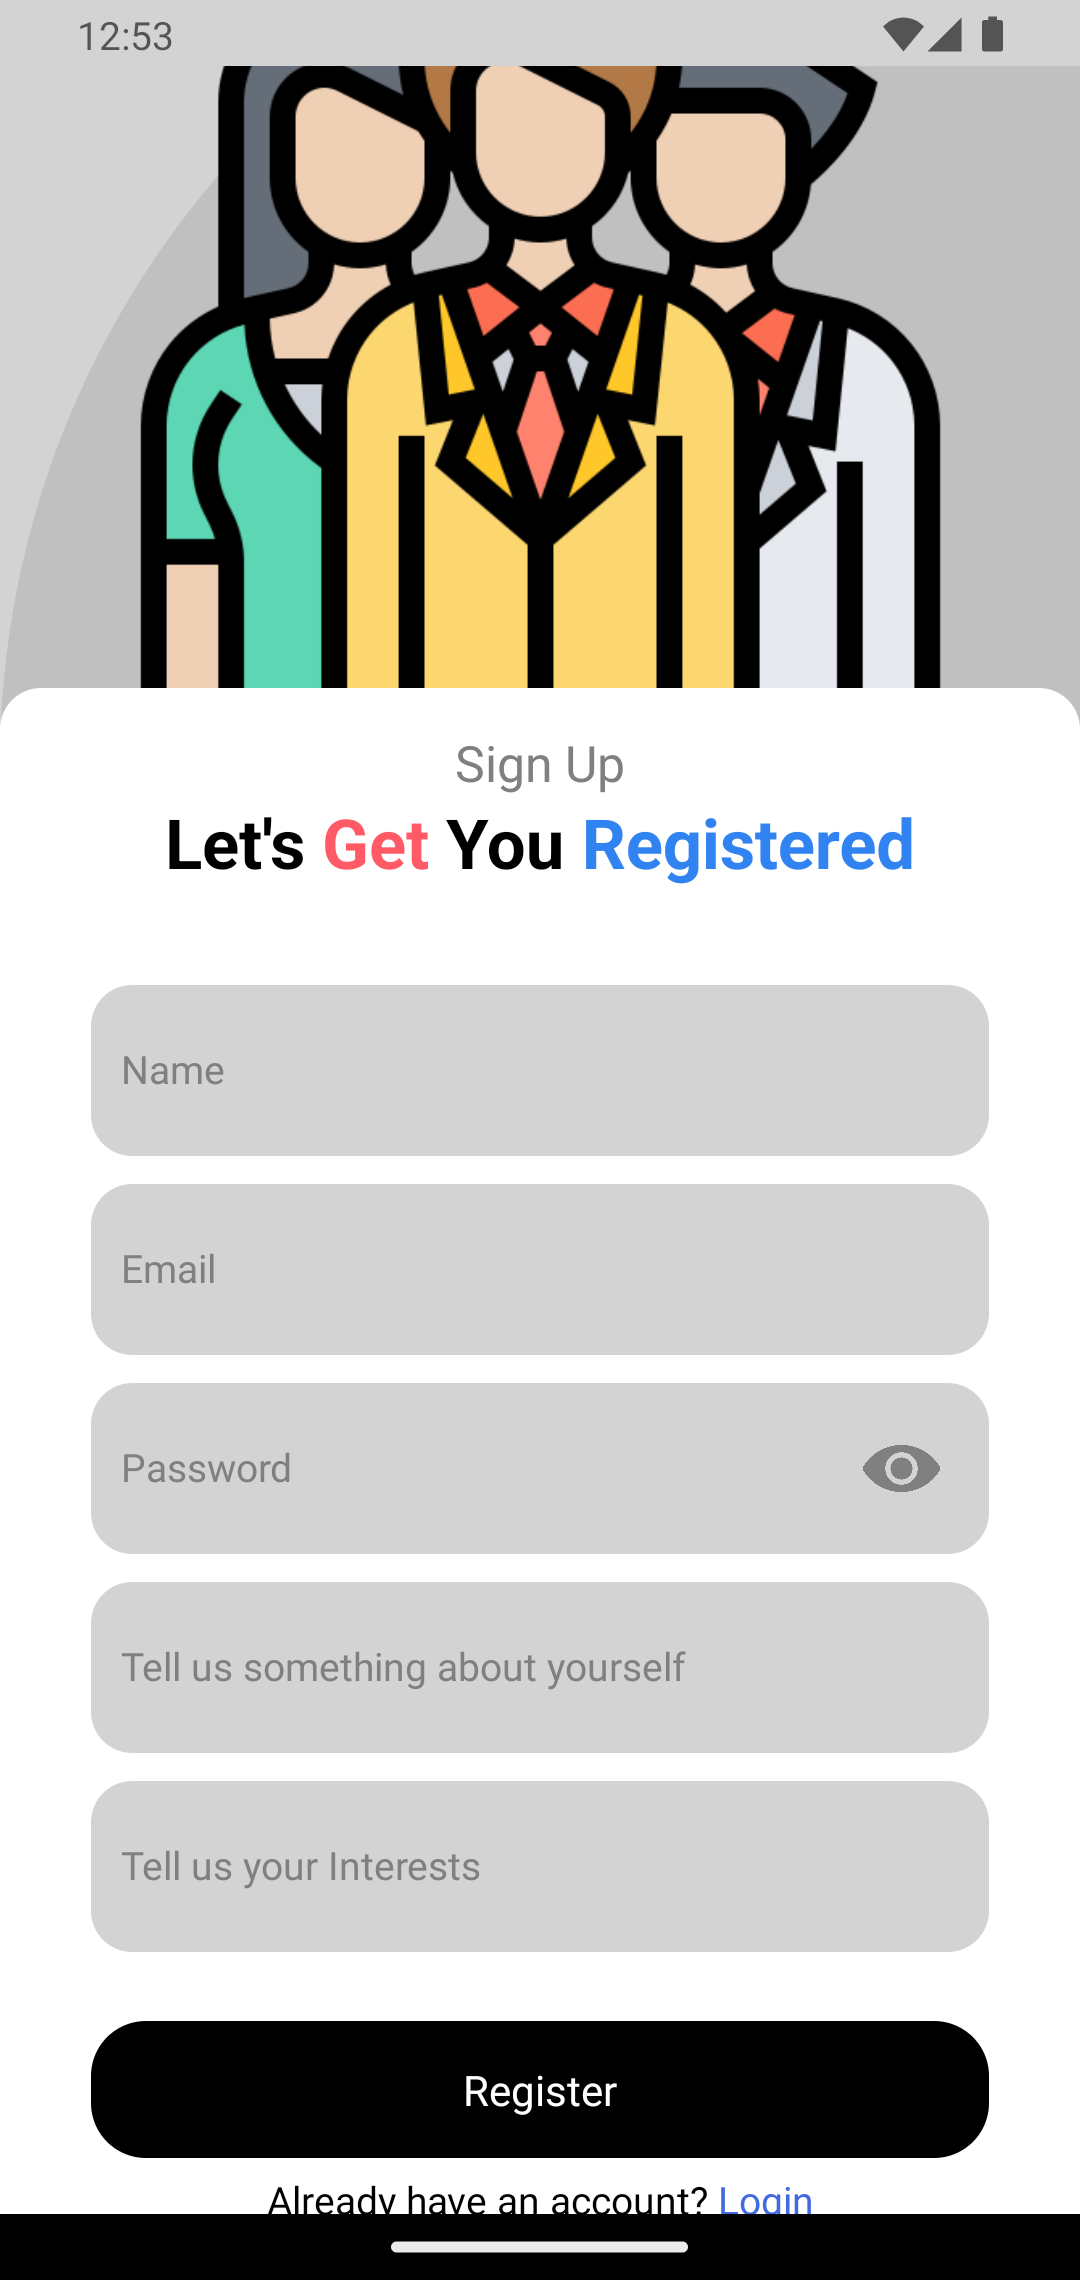 12:53
Sign Up
Let's Get You Registered
Name
Email
Password
Tell us something about yourself
Tell us your Interests
Register
Already have an account? Login